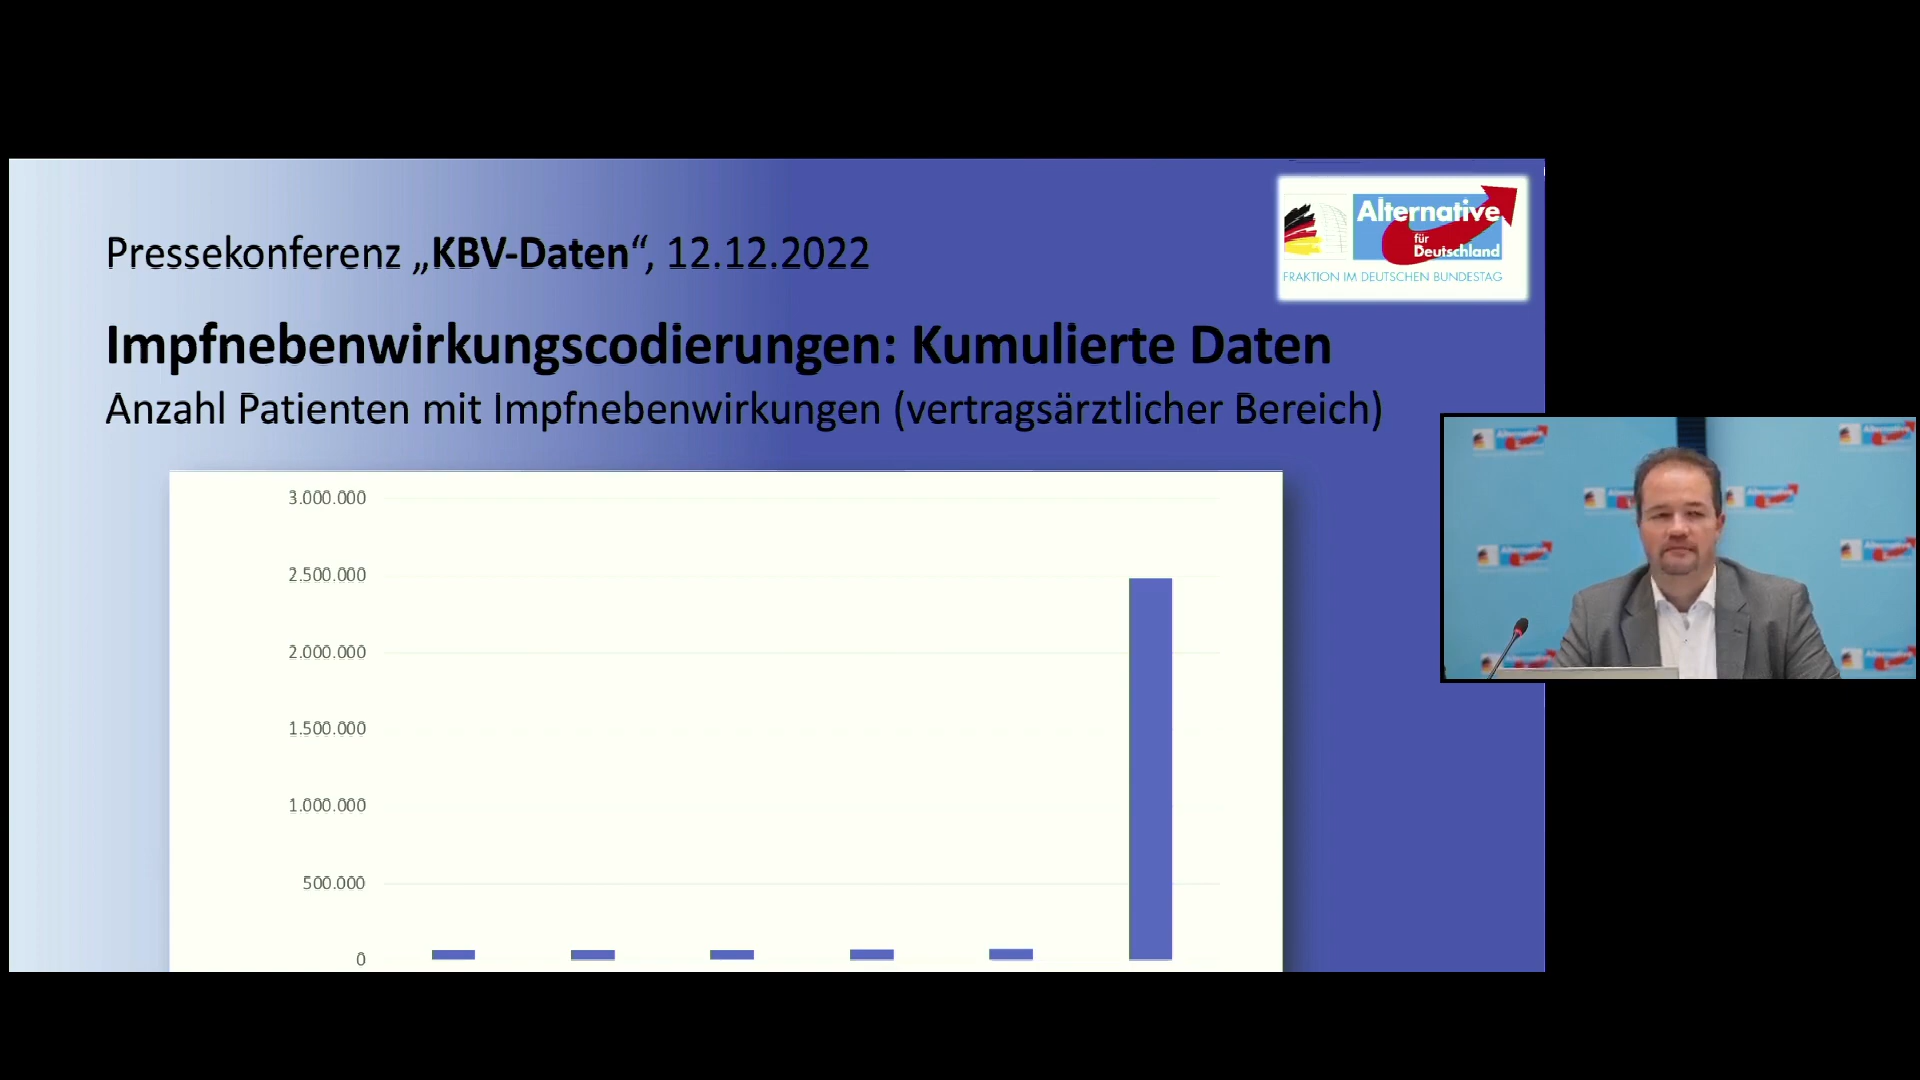 Pressekonferenz „KBV-Daten“, 12.12.2022
Alternative
für
Deutschland
FRAKTION IM DEUTSCHEN BUNDESTAG
Impfnebenwirkungscodierungen: Kumulierte Daten
Anzahl Patienten mit Impfnebenwirkungen (vertragsärztlicher Bereich)
3.000.000
2.500.000
2.000.000
1.500.000
1.000.000
500.000
0